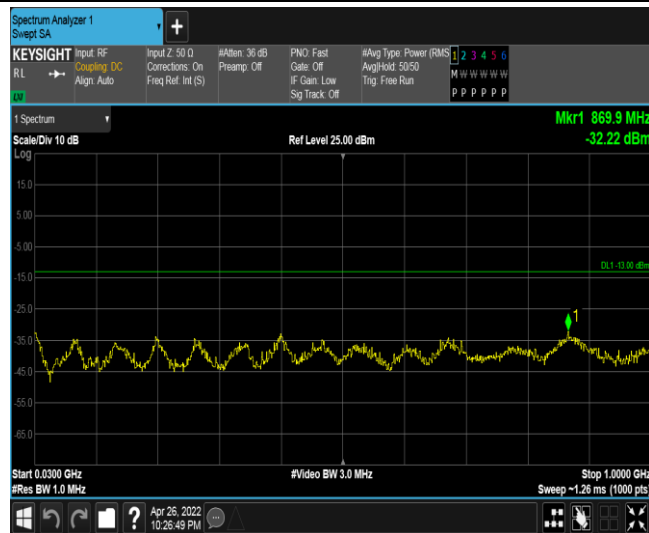 Spectrum Analyzer 1
Swept SA
+
KEYSIGHT
RL
Input: RF
Coupling: DC
Align: Auto
Input Z: 50 Ω
Corrections: On
Freq Ref: Int (S)
#Atten: 36 dB
Preamp: Off
PNO: Fast
Gate: Off
IF Gain: Low
Sig Track: Off
#Avg Type: Power (RMS
Avg|Hold: 50/50
Trig: Free Run
1 2 3 4 5 6
M W W W W W
P P P P P P
1 Spectrum
Scale/Div 10 dB
Log
Ref Level 25.00 dBm
Mkr1 869.9 MHz
-32.22 dBm
15.0
5.00
-5.00
DL1 -13.00 dBm
-15.0
-25.0
1
-35.0
-45.0
-55.0
-65.0
Start 0.0300 GHz
#Video BW 3.0 MHz
Stop 1.0000 GHz
#Res BW 1.0 MHz
Sweep ~1.26 ms (1000 pts)
?
Apr 26, 2022
10:26:49 PM